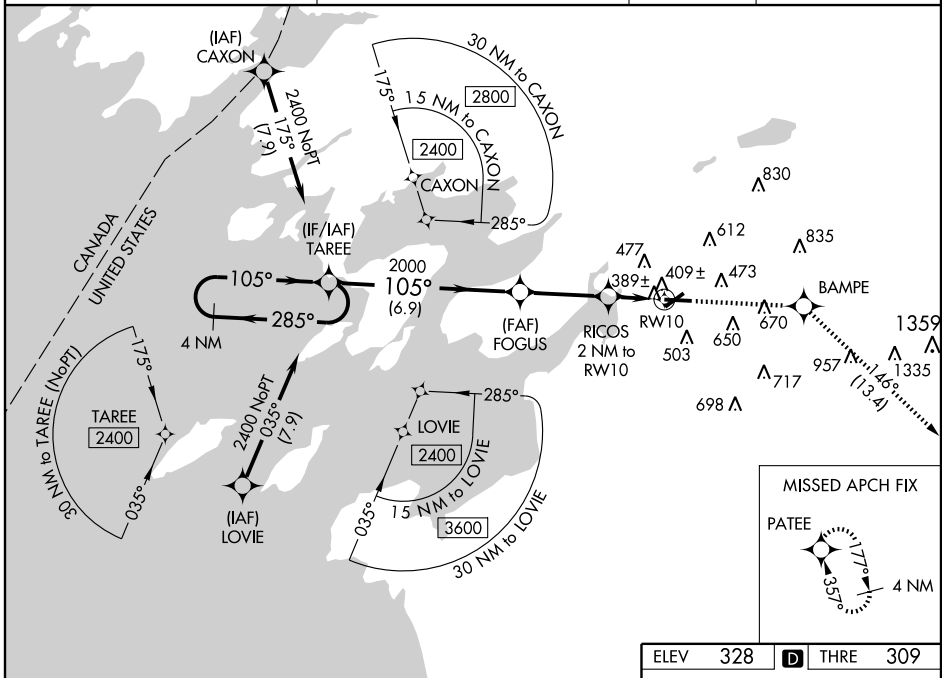 (IAF)
CAXON
2400 NoPT
175°
(7.9)
30 NM to CAXON
2800
175°
15 NM to CAXON
2400
CAXON
285°
CANADA
UNITED STATES
(IF/IAF)
TAREE
105°
285°
4 NM
2000
105°
(6.9)
(FAF)
FOGUS
RICOS
2 NM to
RW10
RW10
830
612
835
477
389±
409±
473
BAMPE
670
650
503
1359
957
1335
717
698
146°
(13.4)
30 NM to TAREE (NoPT)
175°
TAREE
2400
035°
2400 NoPT
035°
(7.9)
(IAF)
LOVIE
285°
LOVIE
2400
035°
15 NM to LOVIE
3600
30 NM to LOVIE
MISSED APCH FIX
PATEE
177°
357°
4 NM
ELEV 328 D THRE 309